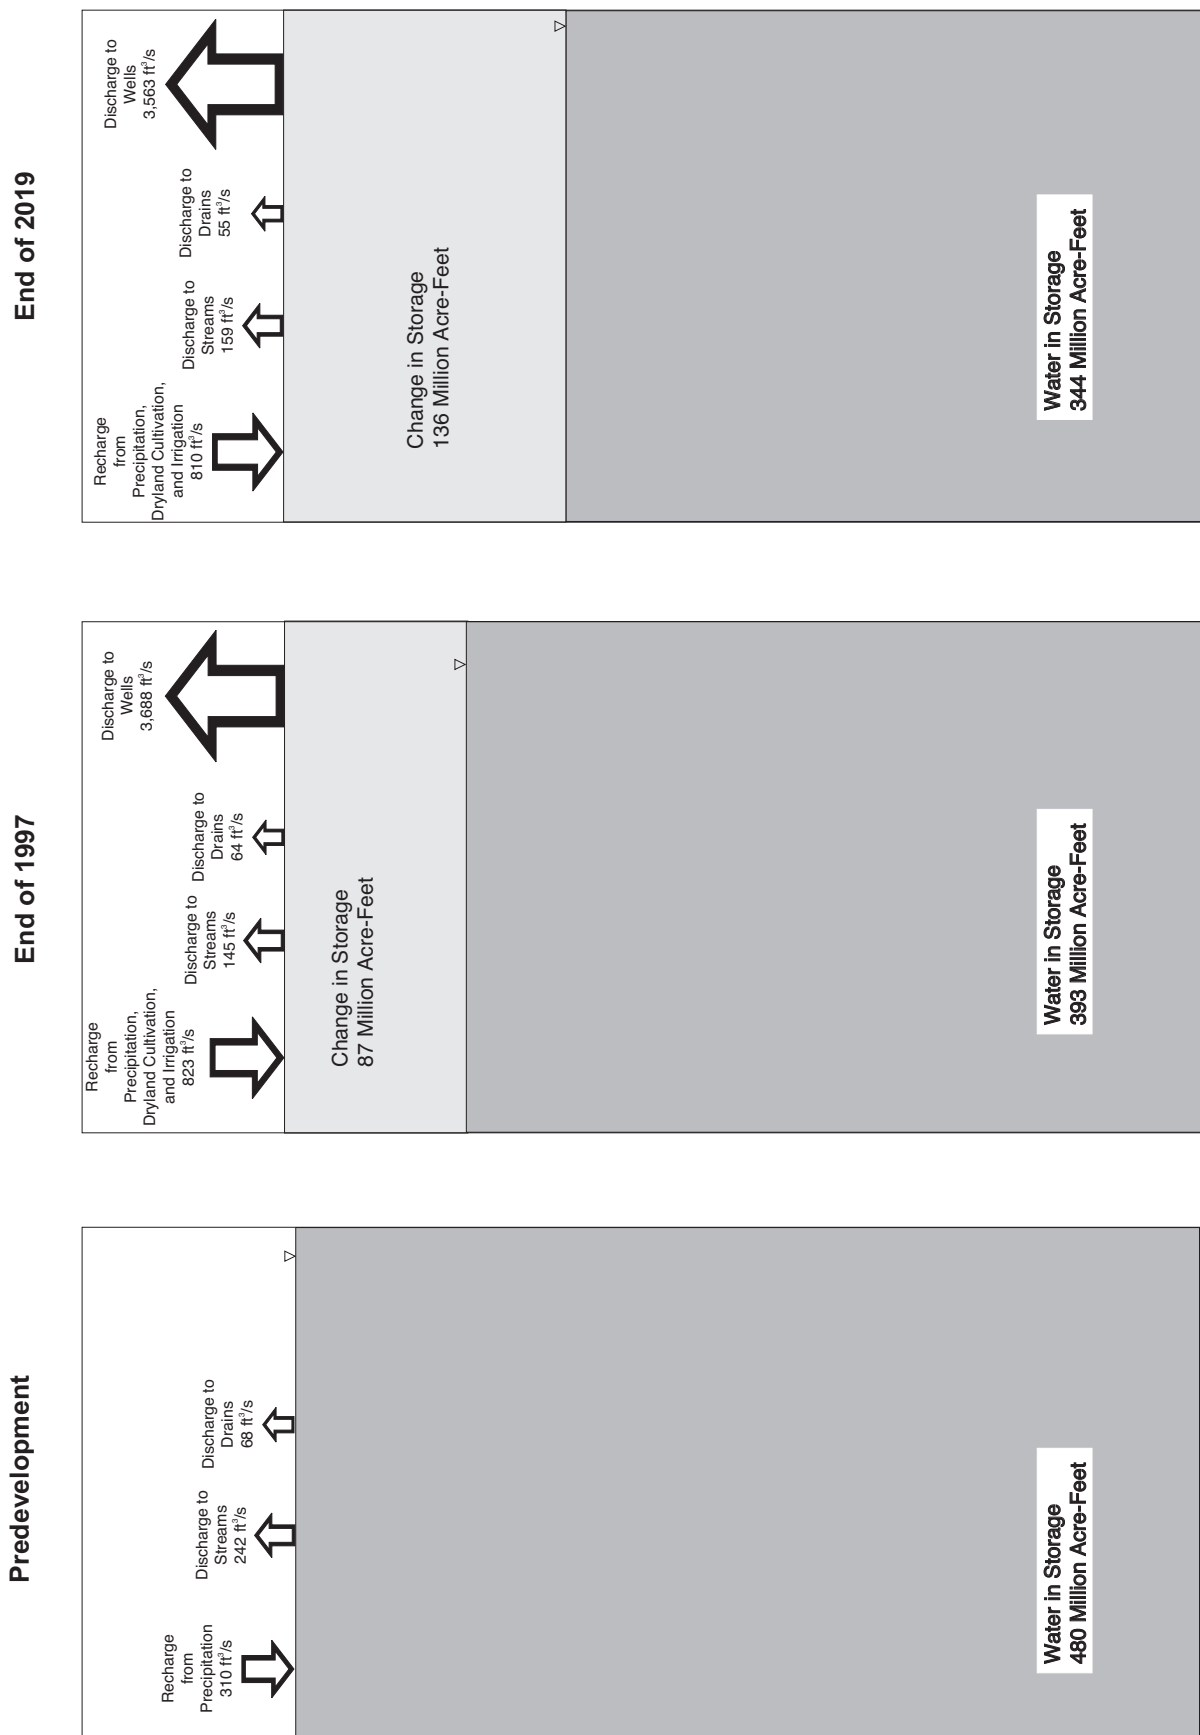 Predevelopment
Recharge
from
Precipitation
310 ft³/s
Discharge to
Streams
242 ft³/s
Discharge to
Drains
68 ft³/s
Water in Storage
480 Million Acre-Feet
End of 1997
Recharge
from
Precipitation,
Dryland Cultivation,
and Irrigation
823 ft³/s
Discharge to
Streams
145 ft³/s
Discharge to
Drains
64 ft³/s
Discharge to
Wells
3,688 ft³/s
Change in Storage
87 Million Acre-Feet
Water in Storage
393 Million Acre-Feet
End of 2019
Recharge
from
Precipitation,
Dryland Cultivation,
and Irrigation
810 ft³/s
Discharge to
Streams
159 ft³/s
Discharge to
Drains
55 ft³/s
Discharge to
Wells
3,563 ft³/s
Change in Storage
136 Million Acre-Feet
Water in Storage
344 Million Acre-Feet